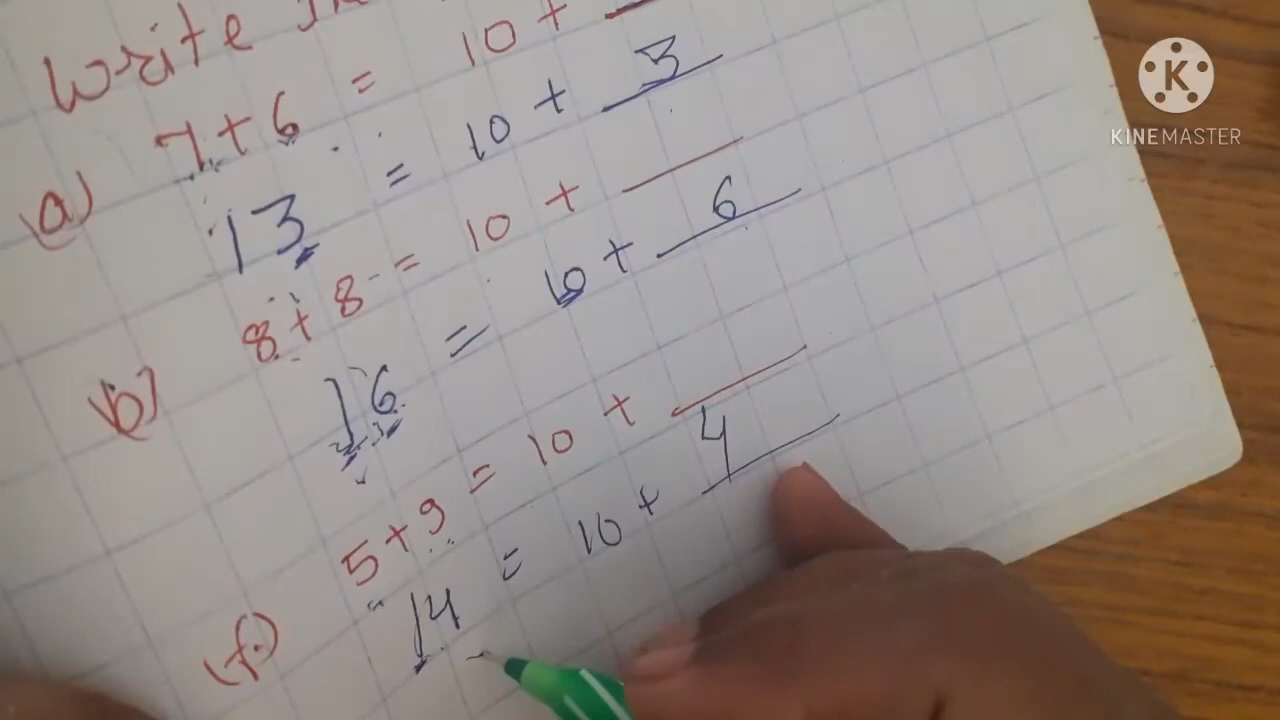 Write
a) 7 + 6 = 10 +
13 = 10 + 3
b) 8 + 8 = 10 +
16 = 10 + 6
(f) 5 + 9 = 10 +
14 = 10 + 4
K
KINEMASTER